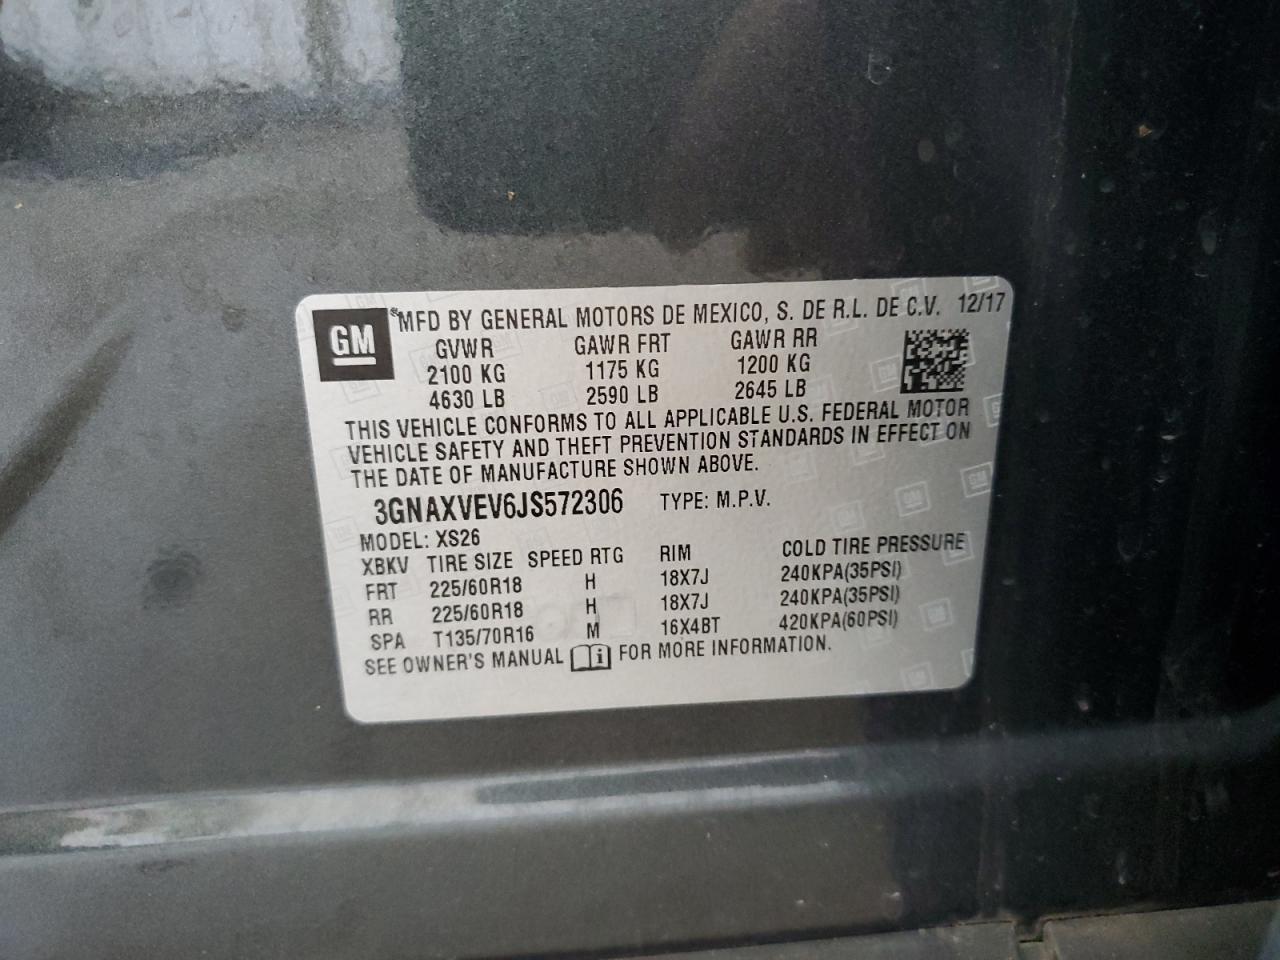 GM
MFD BY GENERAL MOTORS DE MEXICO, S. DE R.L. DE C.V. 12/17
GVWR GAWR FRT GAWR RR
2100 KG 1175 KG 1200 KG
4630 LB 2590 LB 2645 LB
THIS VEHICLE CONFORMS TO ALL APPLICABLE U.S. FEDERAL MOTOR
VEHICLE SAFETY AND THEFT PREVENTION STANDARDS IN EFFECT ON
THE DATE OF MANUFACTURE SHOWN ABOVE.
3GNAXVEV6JS572306 TYPE: M.P.V.
MODEL: XS26
XBKV TIRE SIZE SPEED RTG RIM COLD TIRE PRESSURE
FRT 225/60R18 H 18X7J 240KPA(35PSI)
RR 225/60R18 H 18X7J 240KPA(35PSI)
SPA T135/70R16 M 16X4BT 420KPA(60PSI)
SEE OWNER'S MANUAL i FOR MORE INFORMATION.